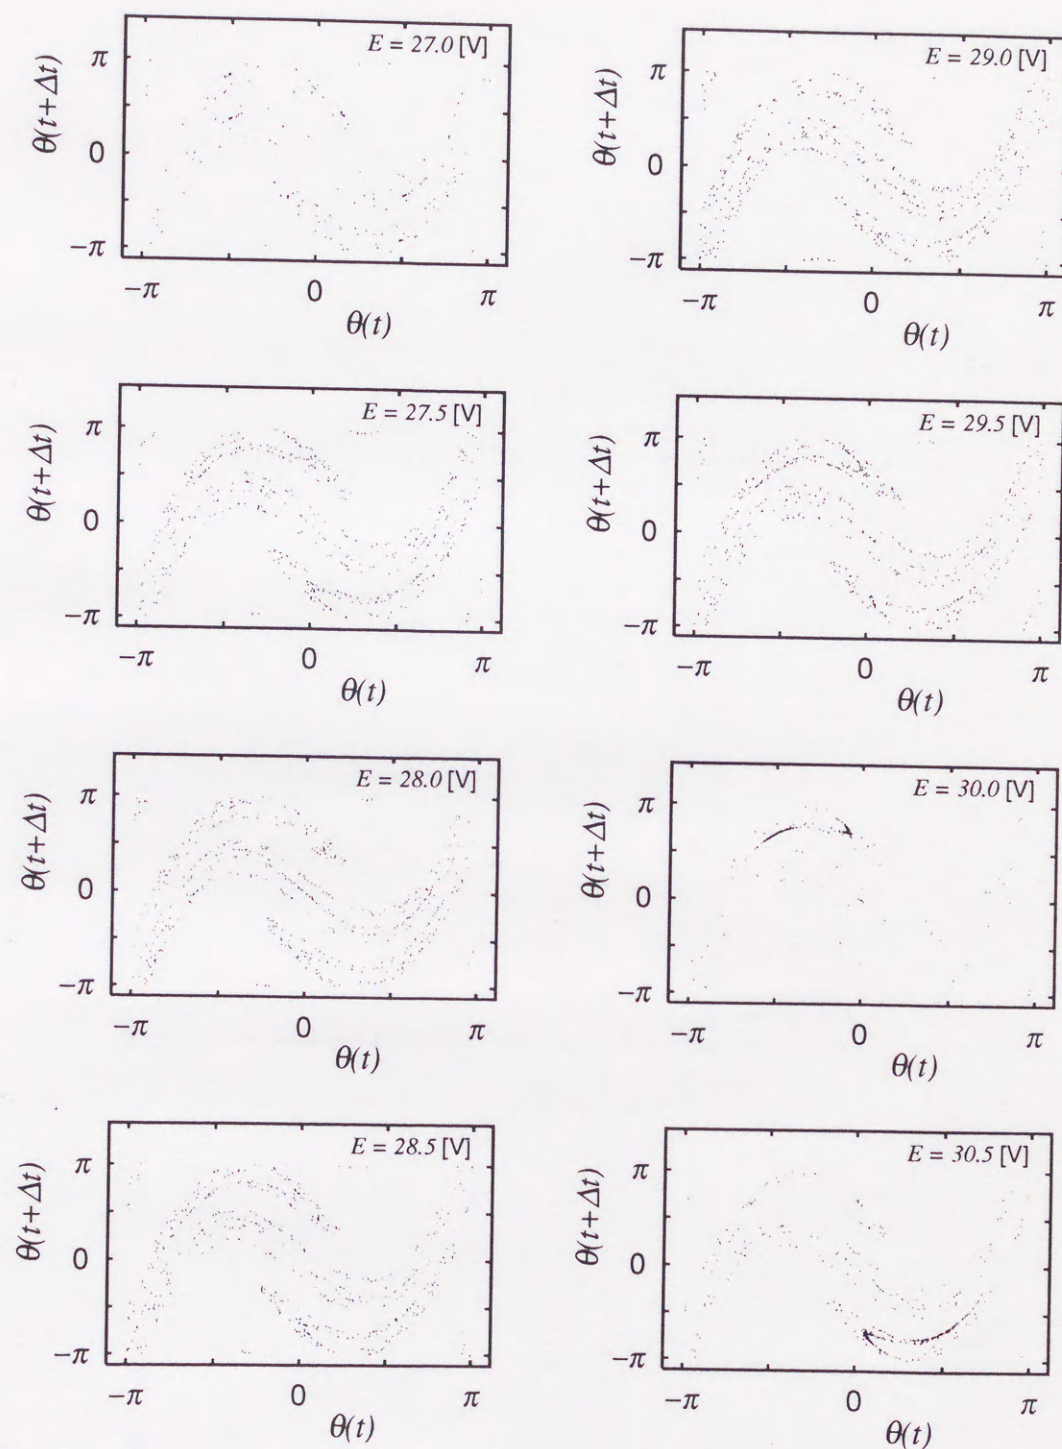 E = 27.0 [V]
θ(t+Δt)
π
0
−π
−π 0 π
θ(t)
E = 27.5 [V]
θ(t+Δt)
π
0
−π
−π 0 π
θ(t)
E = 28.0 [V]
θ(t+Δt)
π
0
−π
−π 0 π
θ(t)
E = 28.5 [V]
θ(t+Δt)
π
0
−π
−π 0 π
θ(t)
E = 29.0 [V]
θ(t+Δt)
π
0
−π
−π 0 π
θ(t)
E = 29.5 [V]
θ(t+Δt)
π
0
−π
−π 0 π
θ(t)
E = 30.0 [V]
θ(t+Δt)
π
0
−π
−π 0 π
θ(t)
E = 30.5 [V]
θ(t+Δt)
π
0
−π
−π 0 π
θ(t)